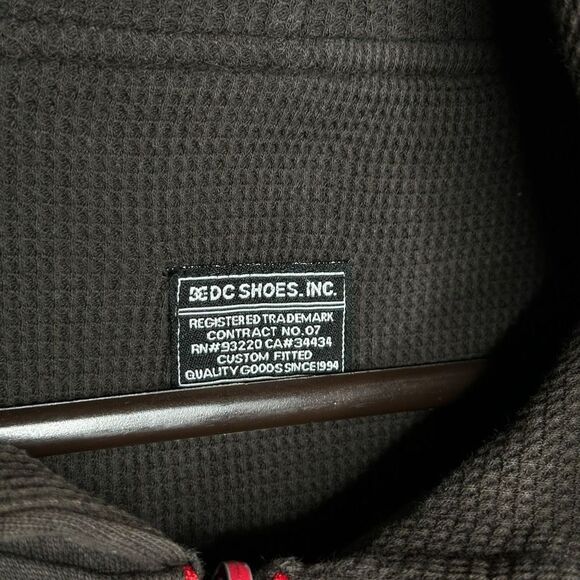 DC SHOES, INC.
REGISTERED TRADEMARK
CONTRACT NO. 07
RN#93220 CA#34434
CUSTOM FITTED
QUALITY GOODS SINCE 1994